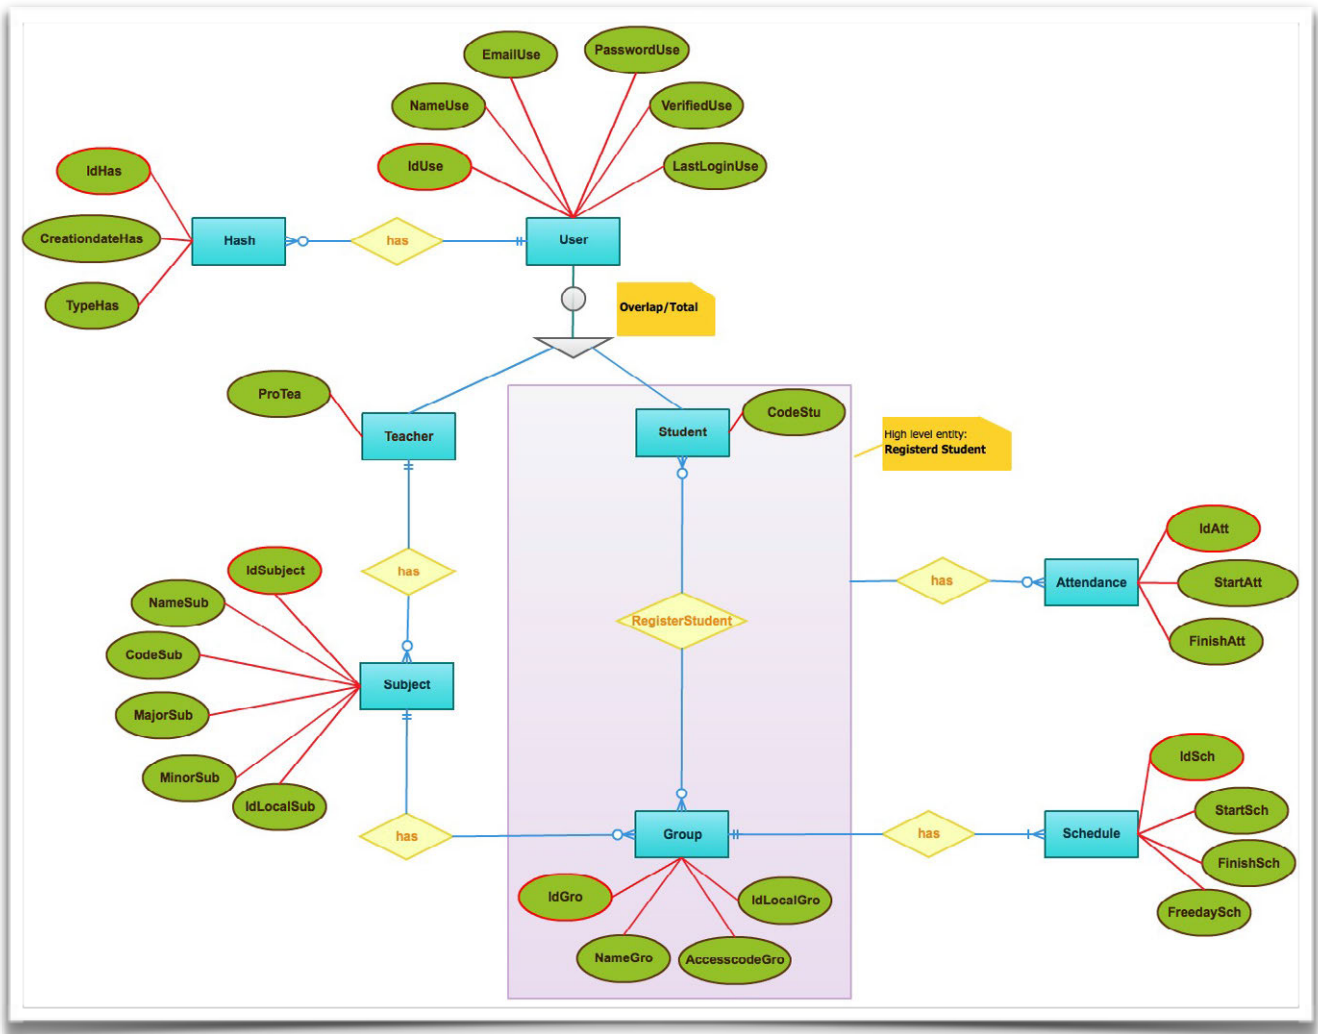 EmailUse
PasswordUse
NameUse
VerifiedUse
IdHas
IdUse
LastLoginUse
CreationdateHas
Hash
has
User
TypeHas
Overlap/Total
ProTea
CodeStu
Teacher
Student
High level entity:
Registerd Student
IdAtt
IdSubject
has
has
Attendance
StartAtt
NameSub
RegisterStudent
FinishAtt
CodeSub
Subject
MajorSub
IdSch
MinorSub
IdLocalSub
StartSch
has
Group
has
Schedule
FinishSch
IdGro
IdLocalGro
FreedaySch
NameGro
AccesscodeGro